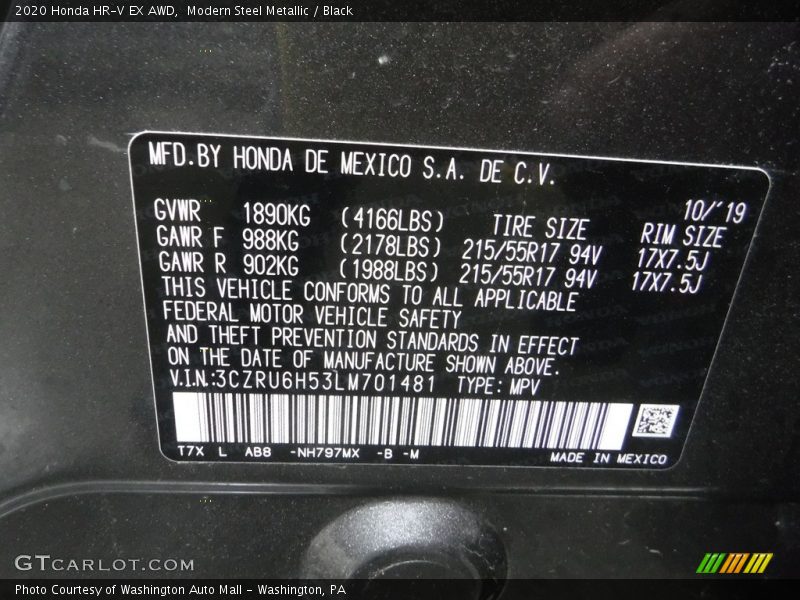 2020 Honda HR-V EX AWD,  Modern Steel Metallic / Black
MFD.BY HONDA DE MEXICO S.A. DE C.V.
10/'19
GVWR 1890KG (4166LBS) TIRE SIZE RIM SIZE
GAWR F 988KG (2178LBS) 215/55R17 94V 17X7.5J
GAWR R 902KG (1988LBS) 215/55R17 94V 17X7.5J
THIS VEHICLE CONFORMS TO ALL APPLICABLE
FEDERAL MOTOR VEHICLE SAFETY
AND THEFT PREVENTION STANDARDS IN EFFECT
ON THE DATE OF MANUFACTURE SHOWN ABOVE.
V.I.N.:3CZRU6H53LM701481 TYPE: MPV
T7X L AB8 -NH797MX -B -M MADE IN MEXICO
GTCARLOT.COM
Photo Courtesy of Washington Auto Mall - Washington, PA